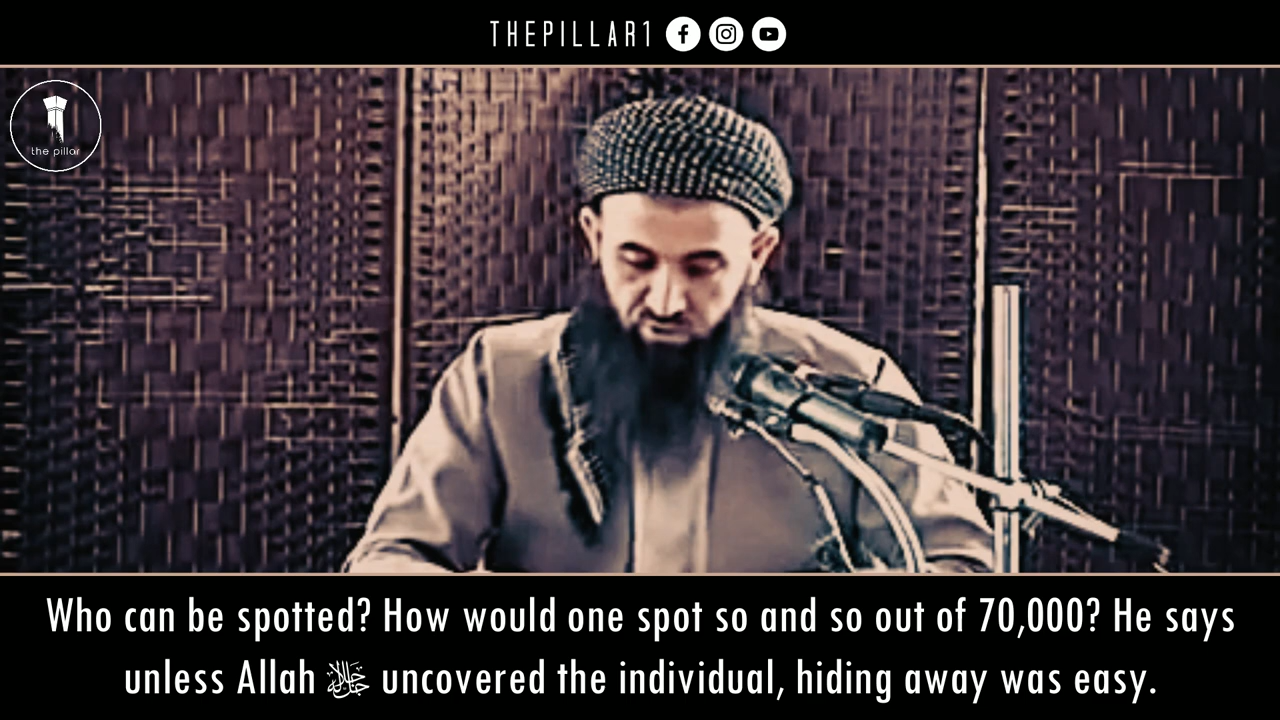 THEPILLAR1
the pillar
Who can be spotted? How would one spot so and so out of 70,000? He says
unless Allah ﷻ uncovered the individual, hiding away was easy.